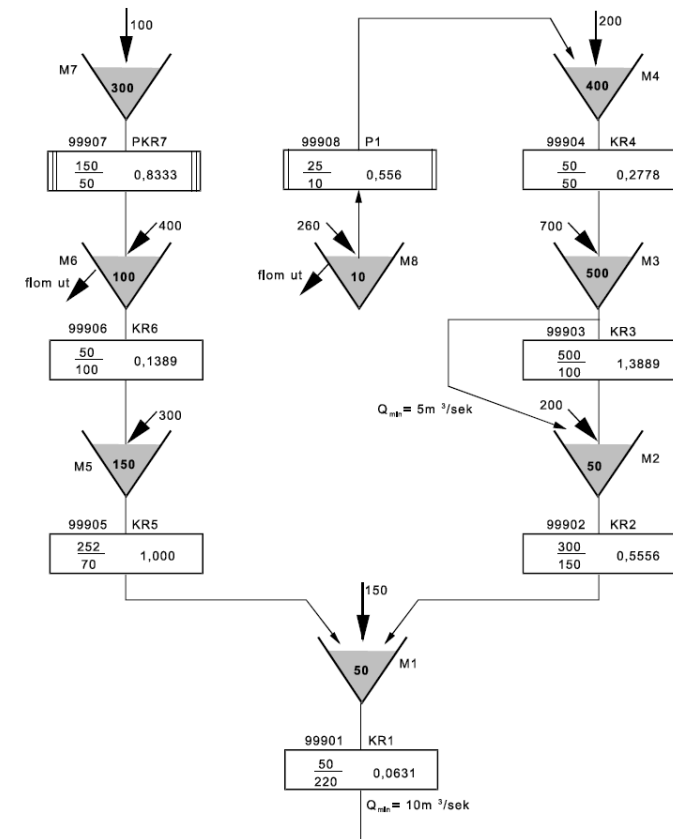 100
M7
300
99907 PKR7
150
50
0,8333
400
M6
100
flom ut
99906 KR6
50
100
0,1389
300
M5
150
99905 KR5
252
70
1,000
99908 P1
25
10
0,556
260
M8
10
flom ut
200
M4
400
99904 KR4
50
50
0,2778
700
M3
500
99903 KR3
500
100
1,3889
Qmin= 5m³/sek
200
M2
50
99902 KR2
300
150
0,5556
150
M1
50
99901 KR1
50
220
0,0631
Qmin= 10m³/sek